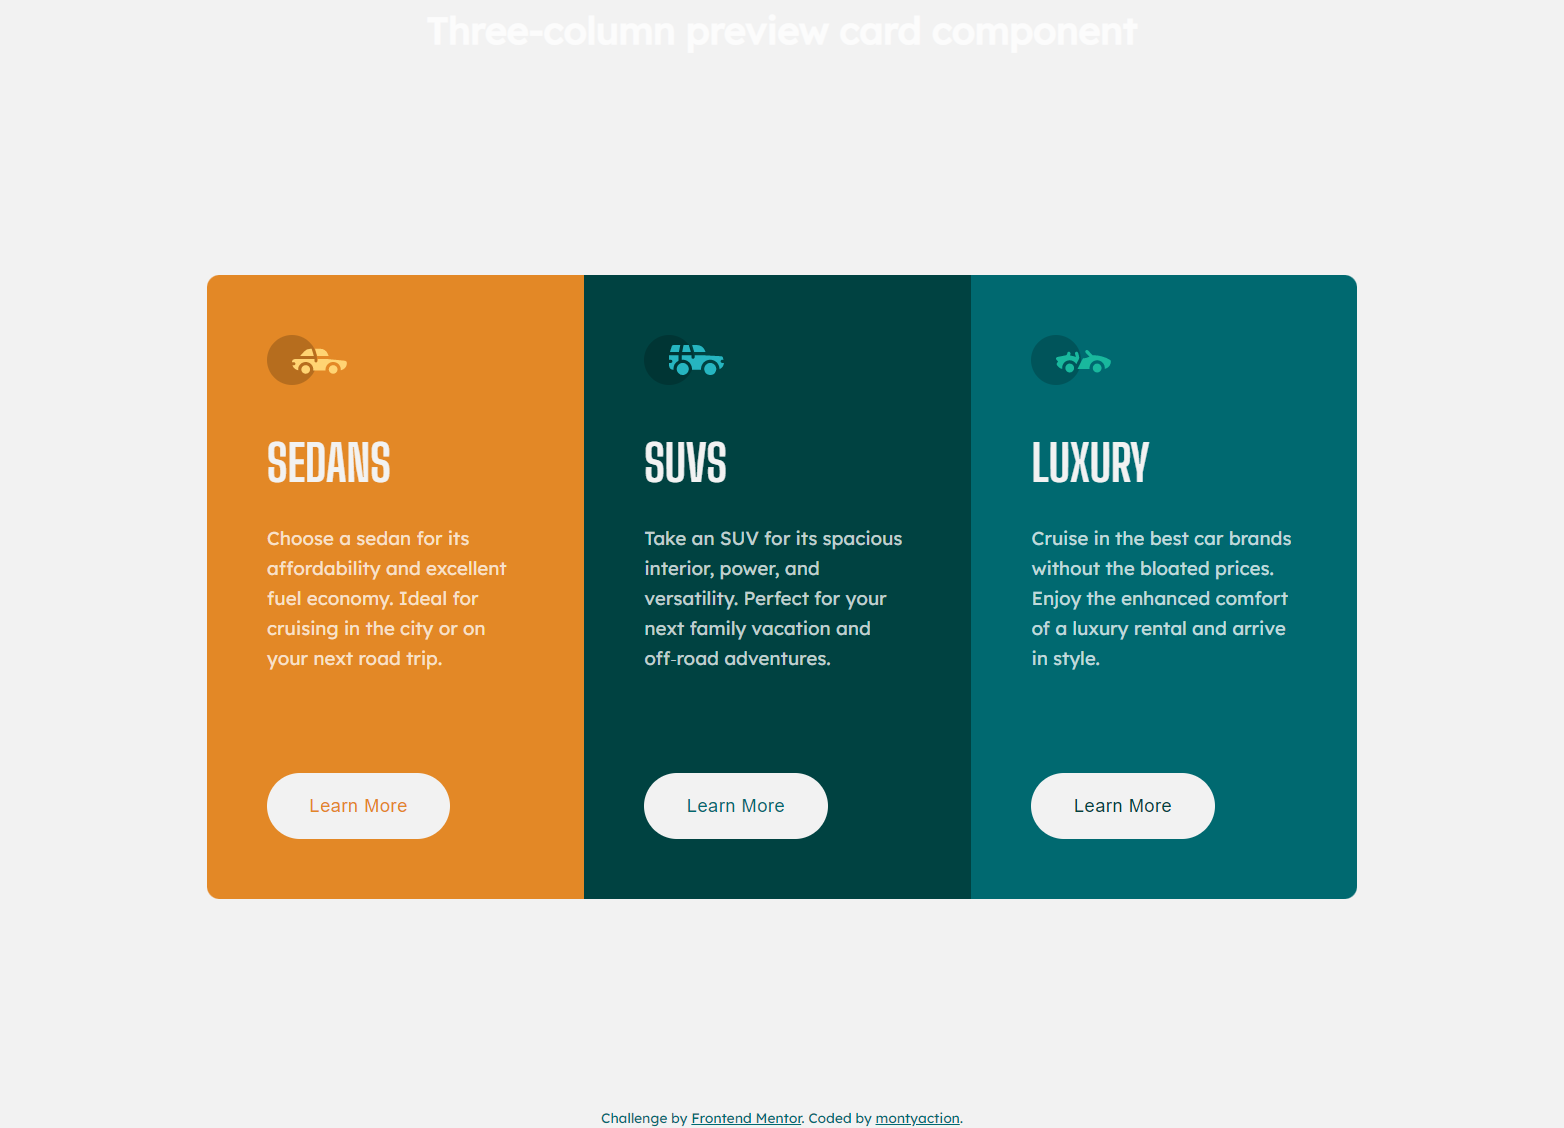 Three-column preview card component
SEDANS
Choose a sedan for its
affordability and excellent
fuel economy. Ideal for
cruising in the city or on
your next road trip.
Learn More
SUVS
Take an SUV for its spacious
interior, power, and
versatility. Perfect for your
next family vacation and
off-road adventures.
Learn More
LUXURY
Cruise in the best car brands
without the bloated prices.
Enjoy the enhanced comfort
of a luxury rental and arrive
in style.
Learn More
Challenge by Frontend Mentor. Coded by montyaction.